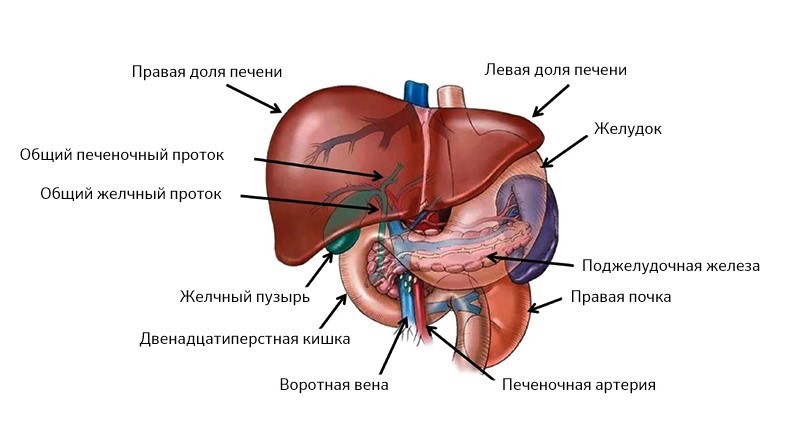 Правая доля печени
Левая доля печени
Желудок
Общий печеночный проток
Общий желчный проток
Поджелудочная железа
Желчный пузырь
Правая почка
Двенадцатиперстная кишка
Воротная вена
Печеночная артерия